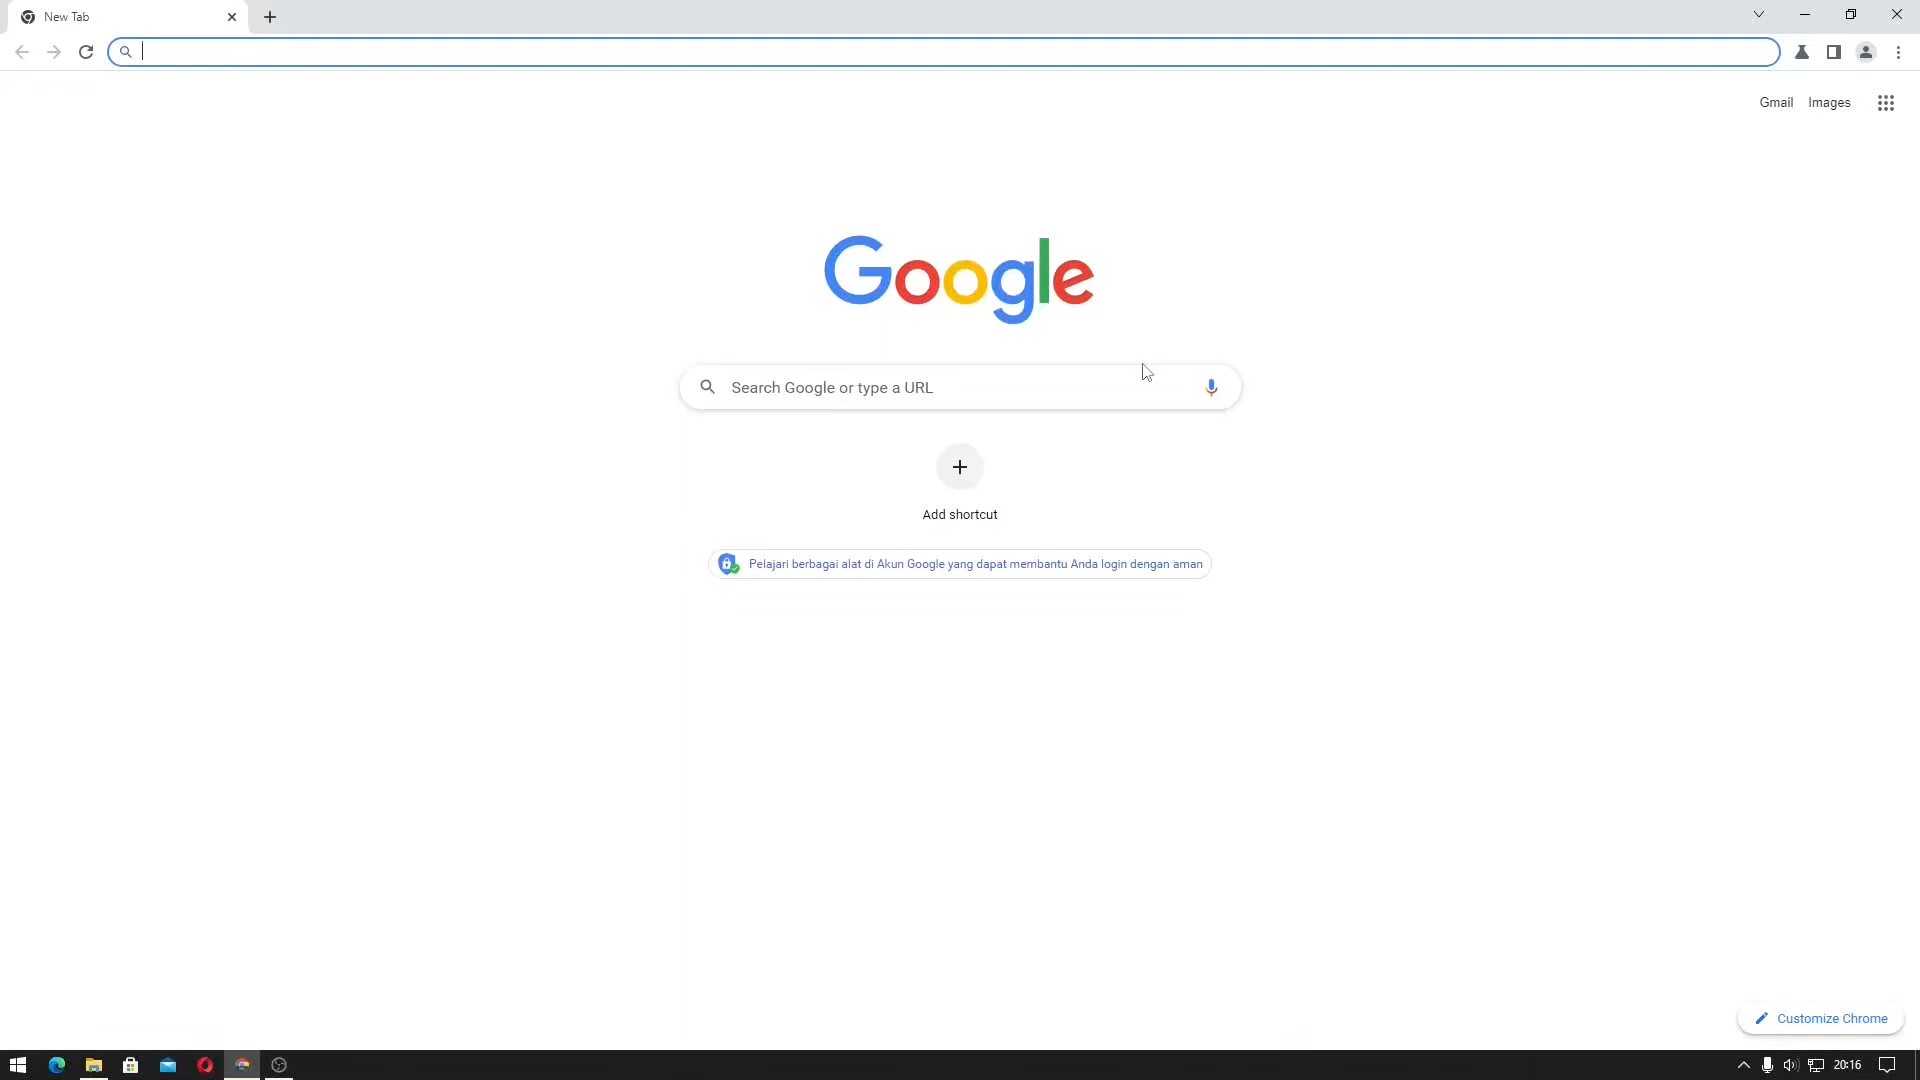 New Tab
Gmail Images
Google
Search Google or type a URL
Add shortcut
Pelajari berbagai alat di Akun Google yang dapat membantu Anda login dengan aman
Customize Chrome
20:16